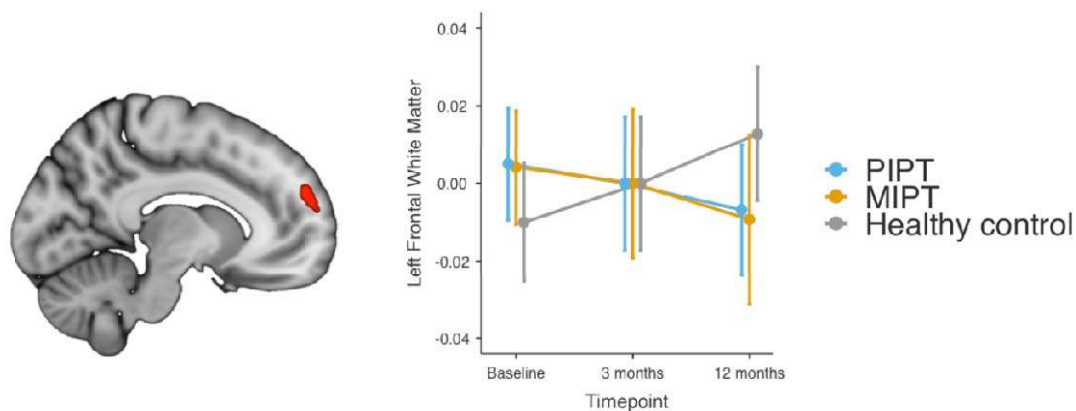 Left Frontal White Matter
0.04
0.02
0.00
-0.02
-0.04
Baseline
3 months
12 months
Timepoint
PIPT
MIPT
Healthy control